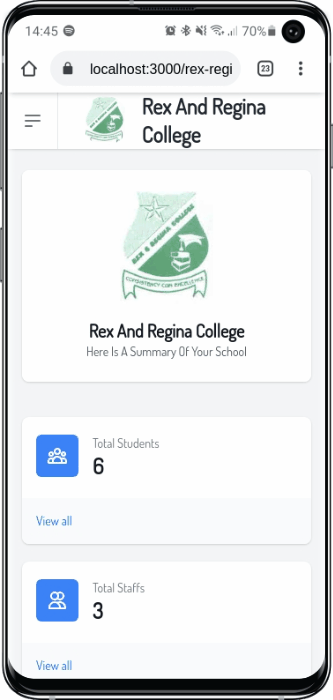 14:45
70%
localhost:3000/rex-regi
23
Rex And Regina
College
REX & REGINA COLLEGE
CONSISTENCY CUM EXCELLENCE
Rex And Regina College
Here Is A Summary Of Your School
Total Students
6
View all
Total Staffs
3
View all